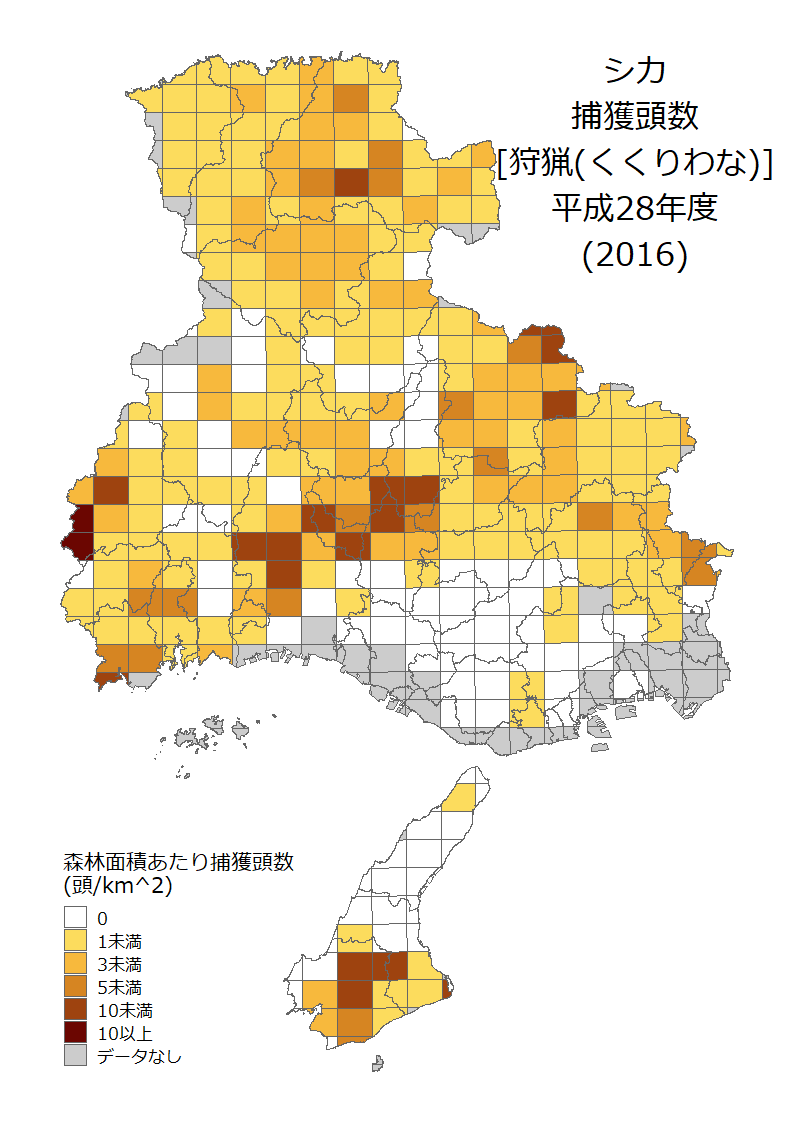 シカ
捕獲頭数
[狩猟(くくりわな)]
平成28年度
(2016)
森林面積あたり捕獲頭数
(頭/km^2)
0
1未満
3未満
5未満
10未満
10以上
データなし